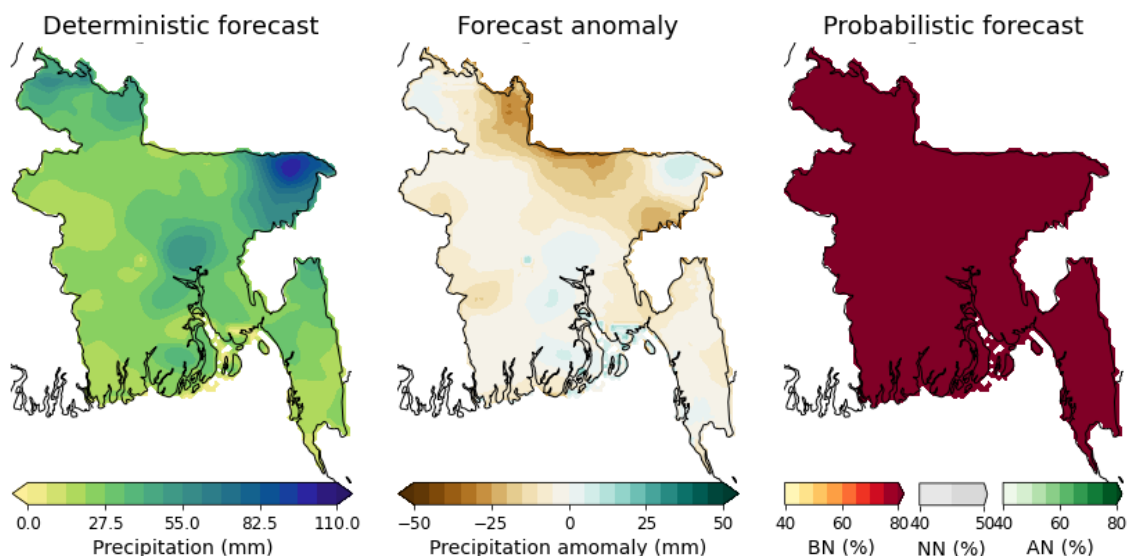 Deterministic forecast
Forecast anomaly
Probabilistic forecast
0.0 27.5 55.0 82.5 110.0
Precipitation (mm)
−50 −25 0 25 50
Precipitation amomaly (mm)
40 60 80
BN (%)
40 50
NN (%)
40 60 80
AN (%)